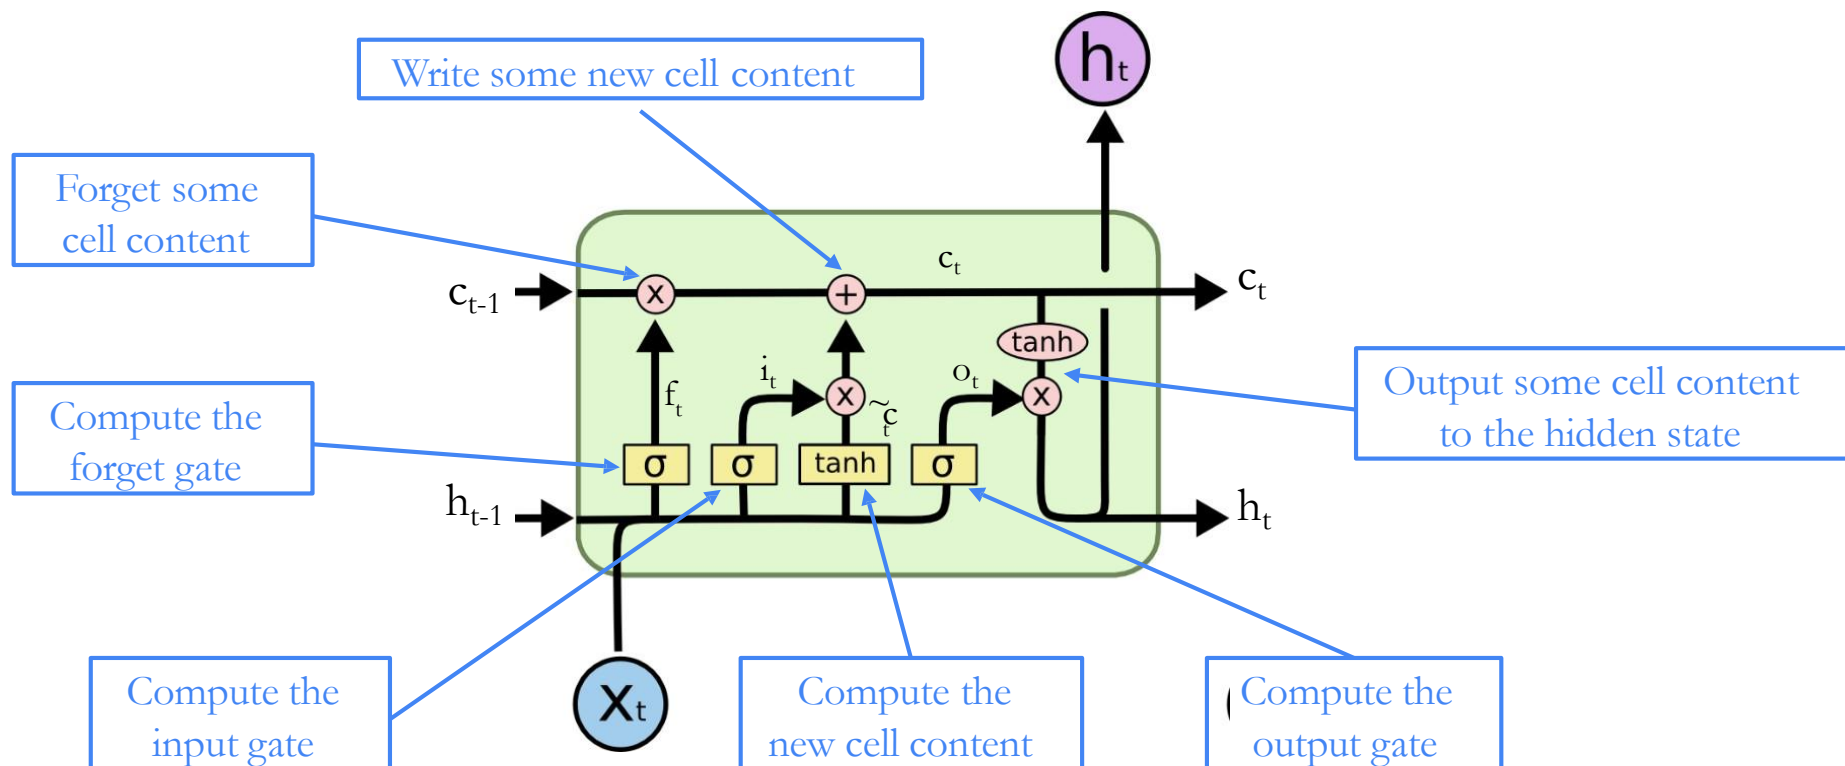 h_t
Write some new cell content
Forget some
cell content
c_t
c_{t-1}
x
+
c_t
tanh
i_t
o_t
f_t
x
x
~c_t
Output some cell content
to the hidden state
Compute the
forget gate
σ
σ
tanh
σ
h_{t-1}
h_t
x_t
Compute the
input gate
Compute the
new cell content
Compute the
output gate